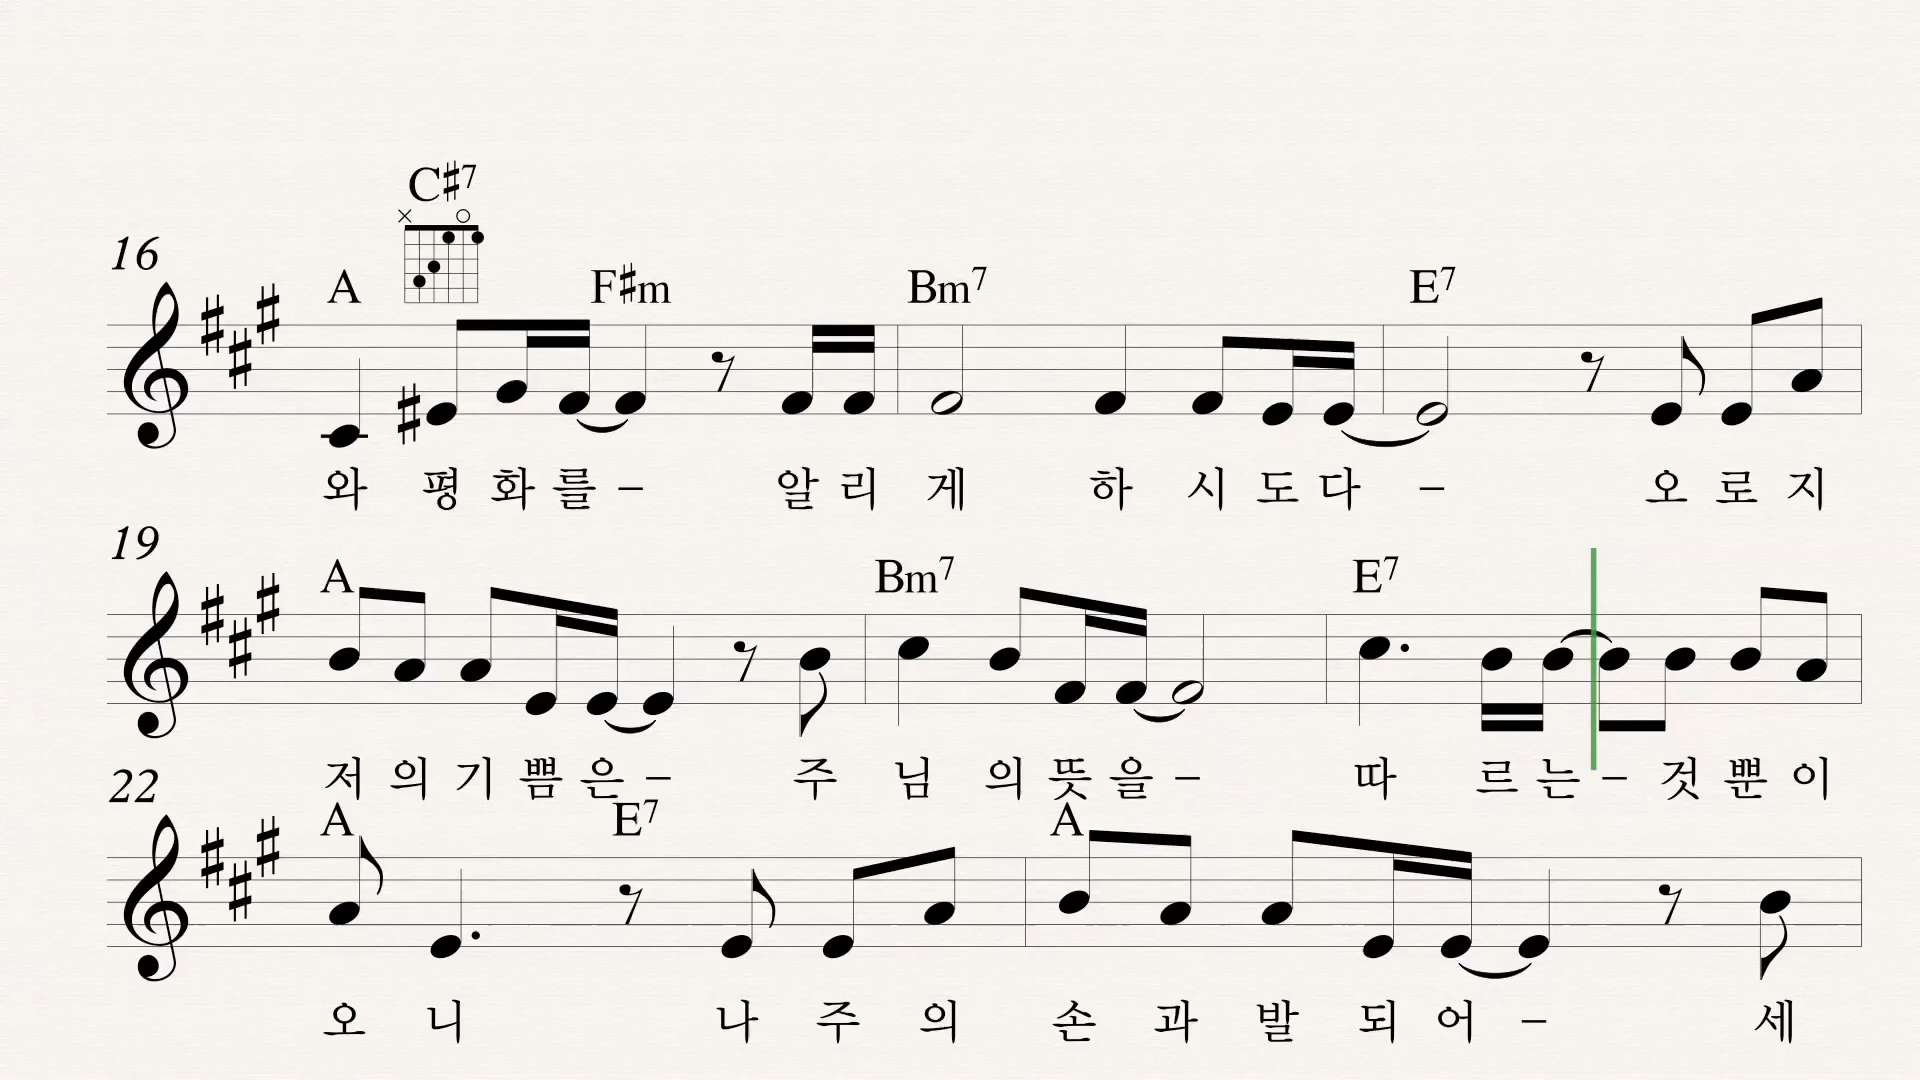 C♯7
16
A F♯m Bm7 E7
와 평 화 를 – 알 리 게 하 시 도 다 – 오 로 지
19
A Bm7 E7
저 의 기 쁨 은 – 주 님 의 뜻 을 – 따 르 는 – 것 뿐 이
22
A E7 A
오 니 나 주 의 손 과 발 되 어 – 세